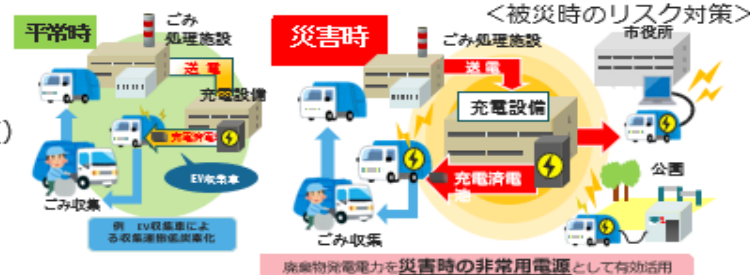 <被災時のリスク対策>
平常時
ごみ
処理施設
送電
充電設備
充電済電池
EV収集車
ごみ収集
例 EV収集車によ
る収集運搬低炭素化
災害時
ごみ処理施設
送電
充電設備
充電済電
池
ごみ収集
市役所
公園
廃棄物発電電力を災害時の非常用電源として有効活用